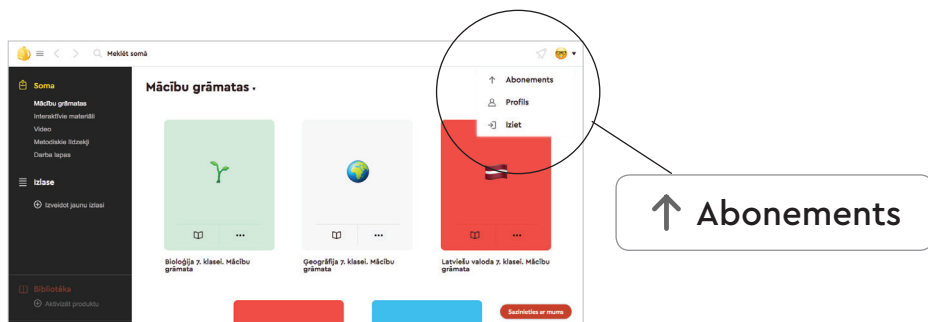 Meklēt somā
Abonements
Profils
Iziet
Soma
Mācību grāmatas
Interaktīvie materiāli
Video
Metodiskie līdzekļi
Darba lapas
Izlase
Izveidot jaunu izlasi
Bibliotēka
Aktivizēt produktu
Mācību grāmatas
Bioloģija 7. klasei. Mācību
grāmata
Ģeogrāfija 7. klasei. Mācību
grāmata
Latviešu valoda 7. klasei. Mācību
grāmata
Sazinieties ar mums
Abonements